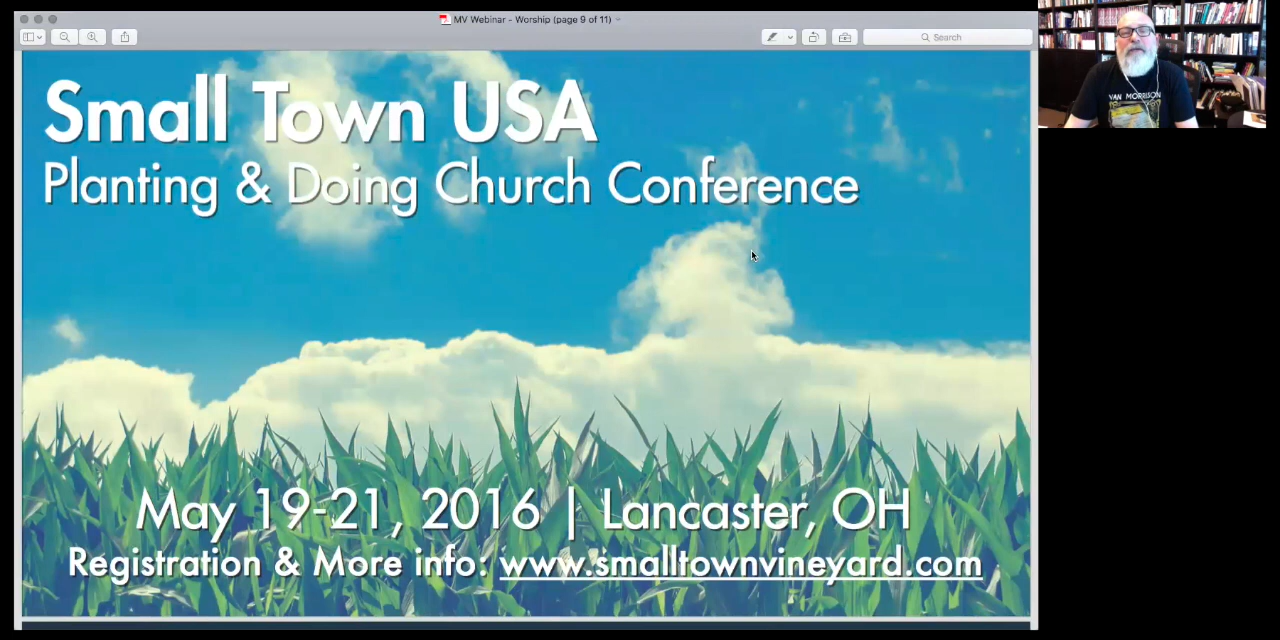 MV Webinar - Worship (page 9 of 11)
Search
Small Town USA
Planting & Doing Church Conference
May 19-21, 2016 | Lancaster, OH
Registration & More info: www.smalltownvineyard.com
VAN MORRISON